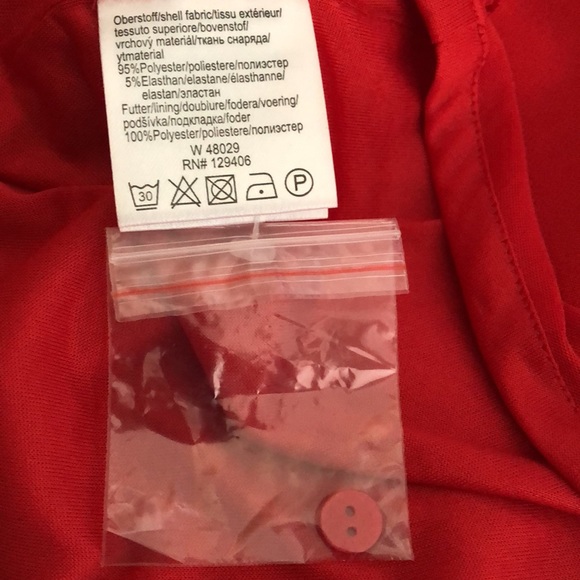 Oberstoff/shell fabric/tissu extérieur/
tessuto superiore/bovenstof/
vrchový materiál/ткань снаряда/
ytmaterial
95%Polyester/poliestere/полиэстер
5%Elasthan/elastane/élasthanne/
elastan/эластан
Futter/lining/doublure/fodera/voering/
podšívka/подкладка/foder
100%Polyester/poliestere/полиэстер
W 48029
RN# 129406
30
P